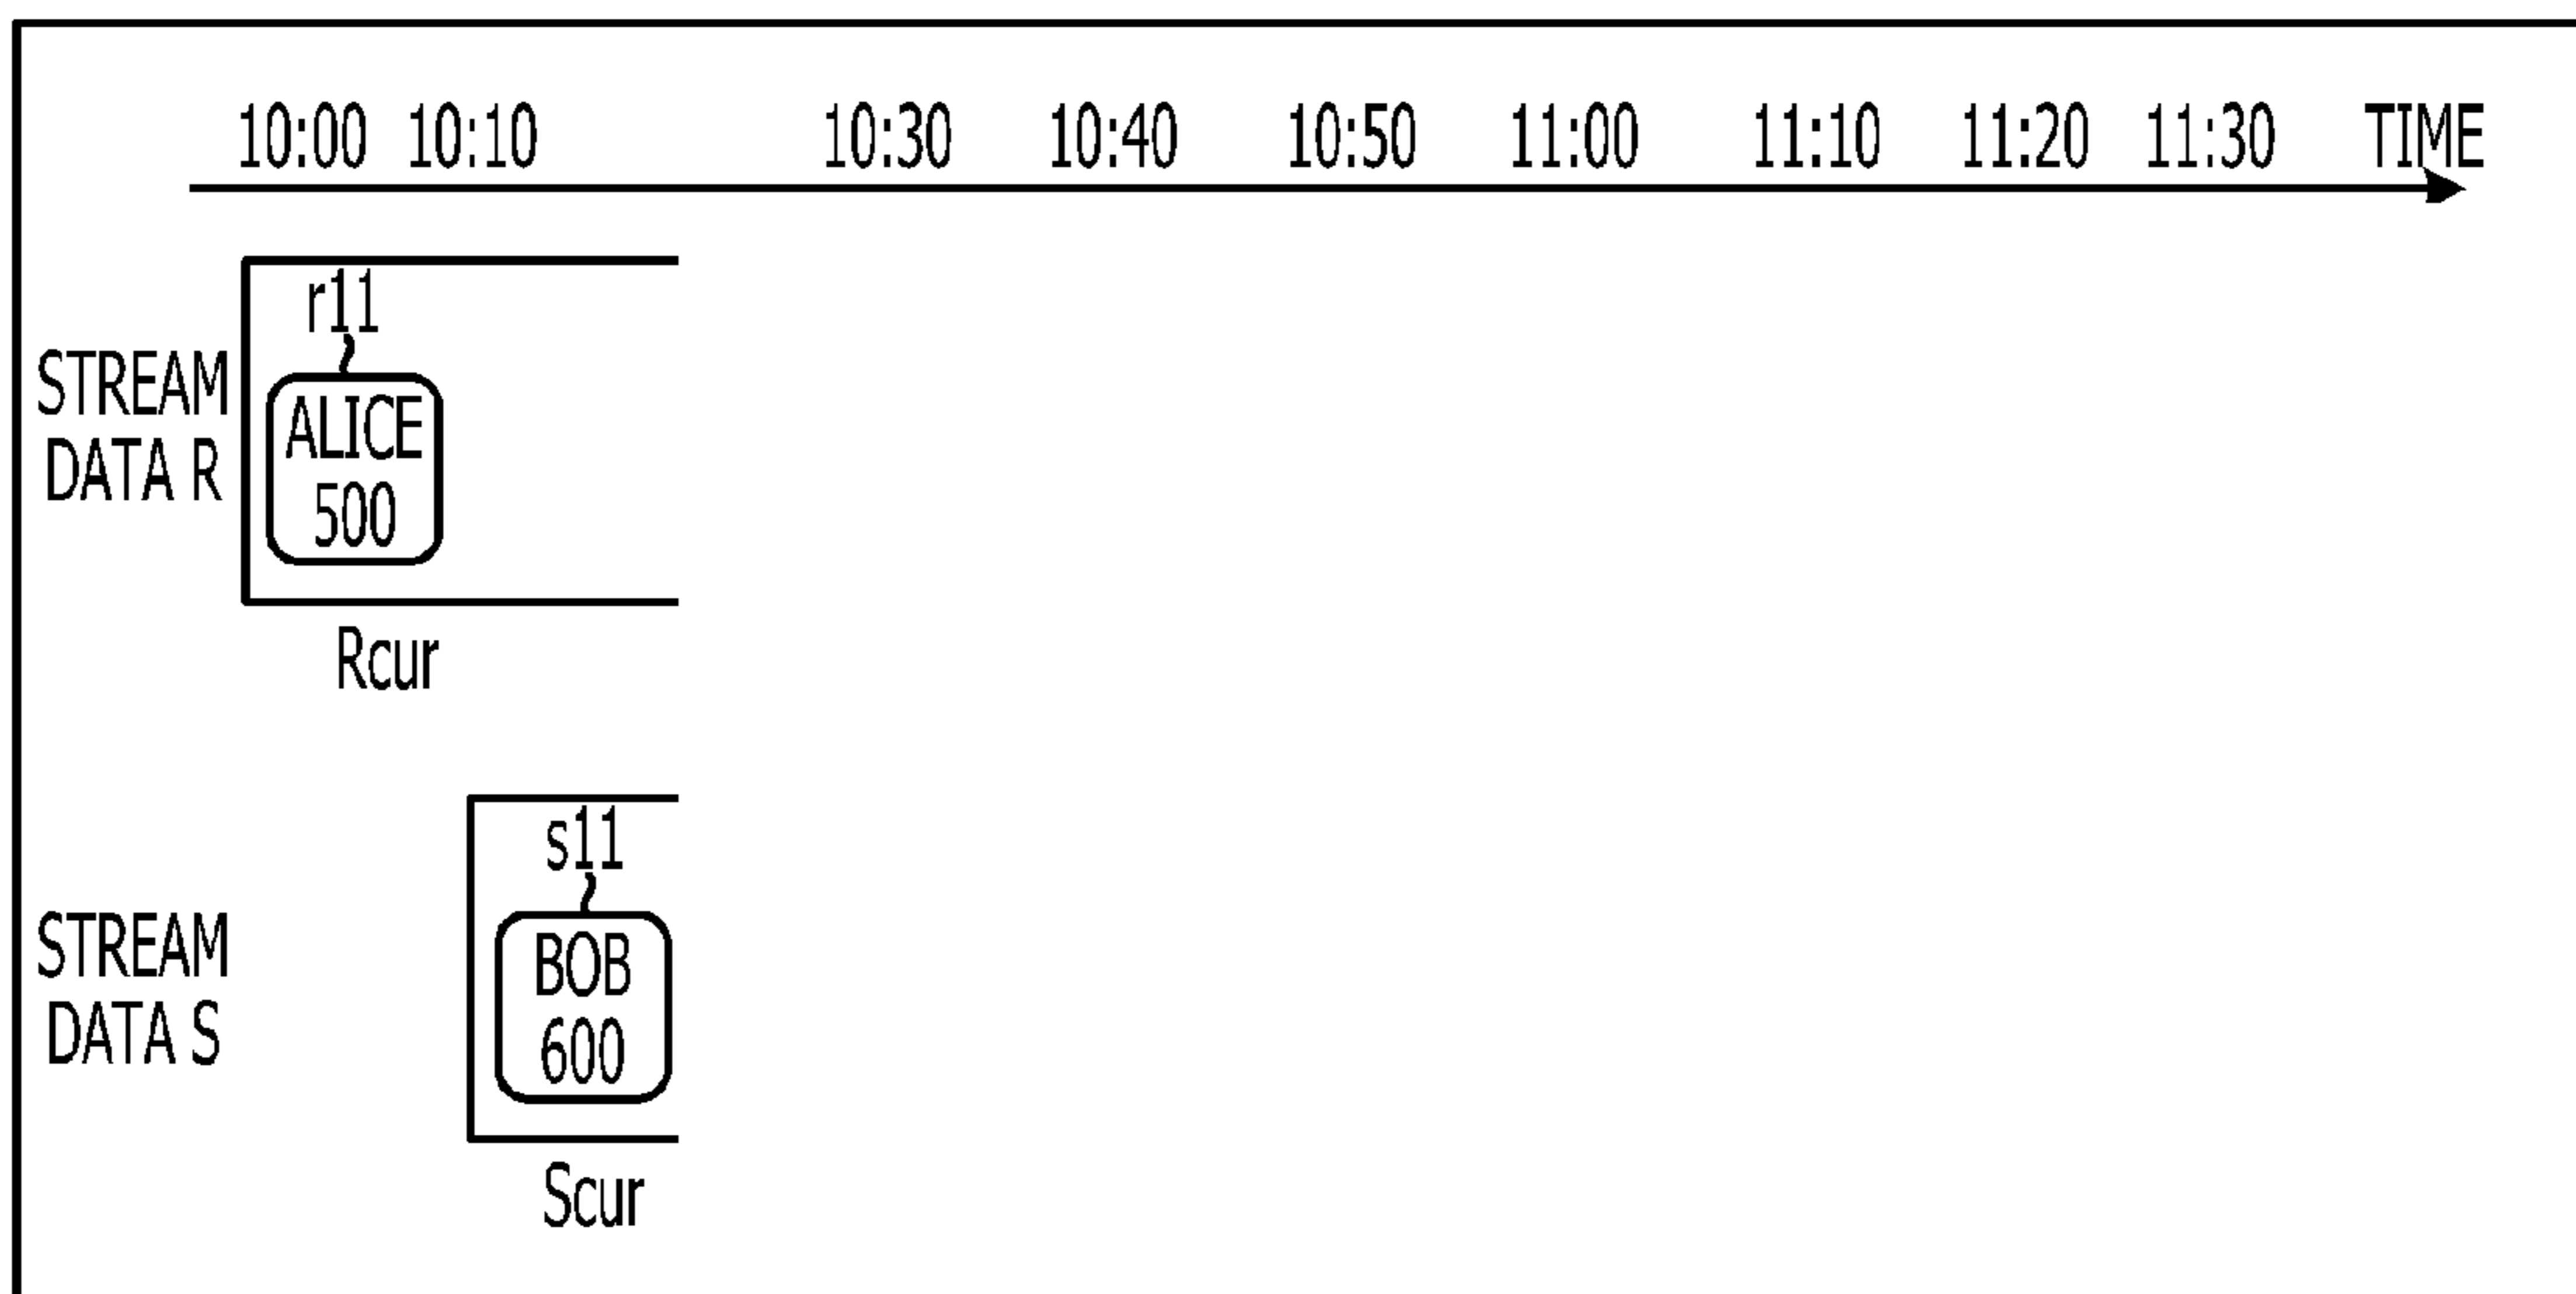 10:00 10:10 10:30 10:40 10:50 11:00 11:10 11:20 11:30 TIME
r11
STREAM
DATA R
ALICE
500
Rcur
s11
STREAM
DATA S
BOB
600
Scur